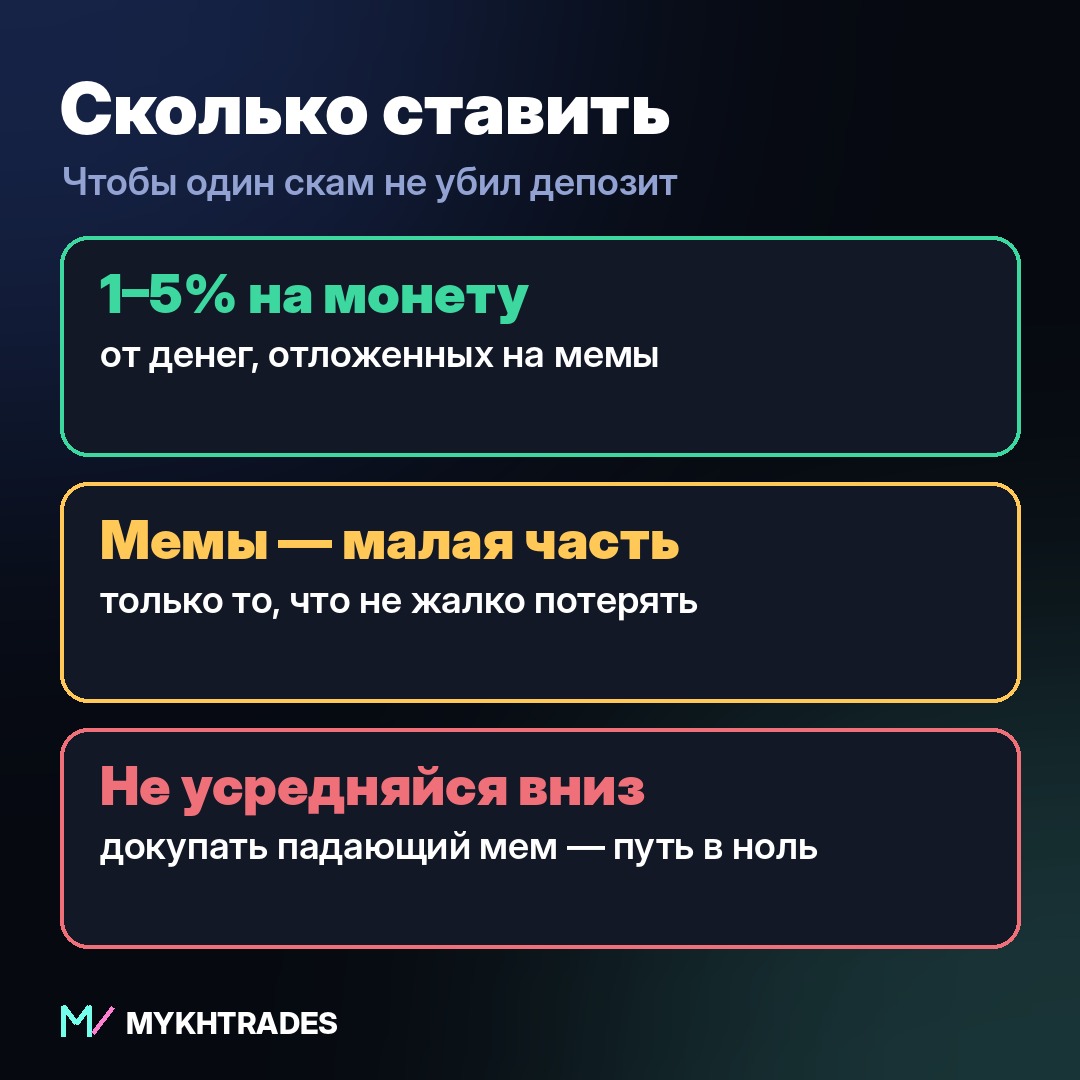 Сколько ставить
Чтобы один скам не убил депозит
1–5% на монету
от денег, отложенных на мемы
Мемы — малая часть
только то, что не жалко потерять
Не усредняйся вниз
докупать падающий мем — путь в ноль
M/ MYKHTRADES